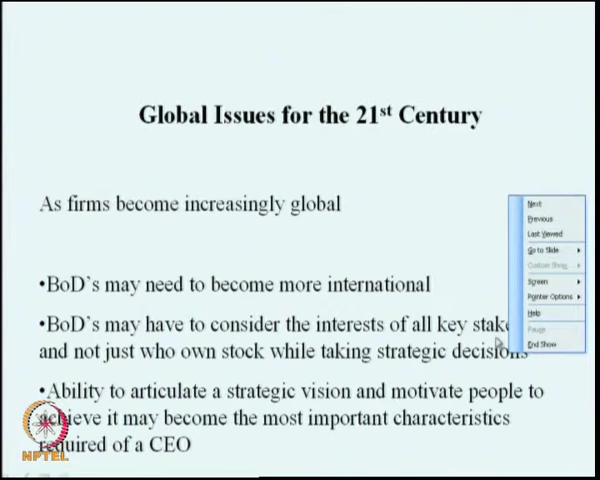 Global Issues for the 21st Century
As firms become increasingly global
•BoD's may need to become more international
•BoD's may have to consider the interests of all key stake
and not just who own stock while taking strategic decisions
•Ability to articulate a strategic vision and motivate people to
achieve it may become the most important characteristics
required of a CEO
Next
Previous
Last Viewed
Go to Slide
Custom Show
Screen
Pointer Options
Help
Pause
End Show
NPTEL